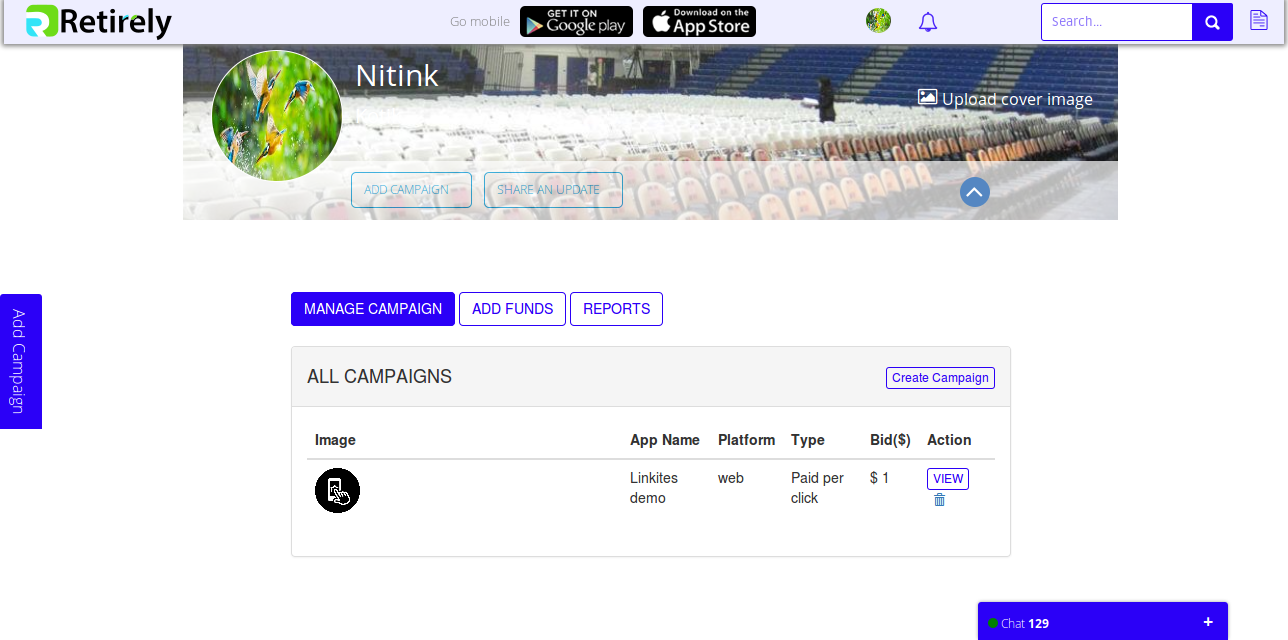 Retirely
Go mobile
GET IT ON
Google play
Download on the
App Store
Search...
Nitink
Upload cover image
ADD CAMPAIGN
SHARE AN UPDATE
Add Campaign
MANAGE CAMPAIGN
ADD FUNDS
REPORTS
ALL CAMPAIGNS
Create Campaign
Image App Name Platform Type Bid($) Action
Linkites web Paid per $ 1 VIEW
demo click
Chat 129 +